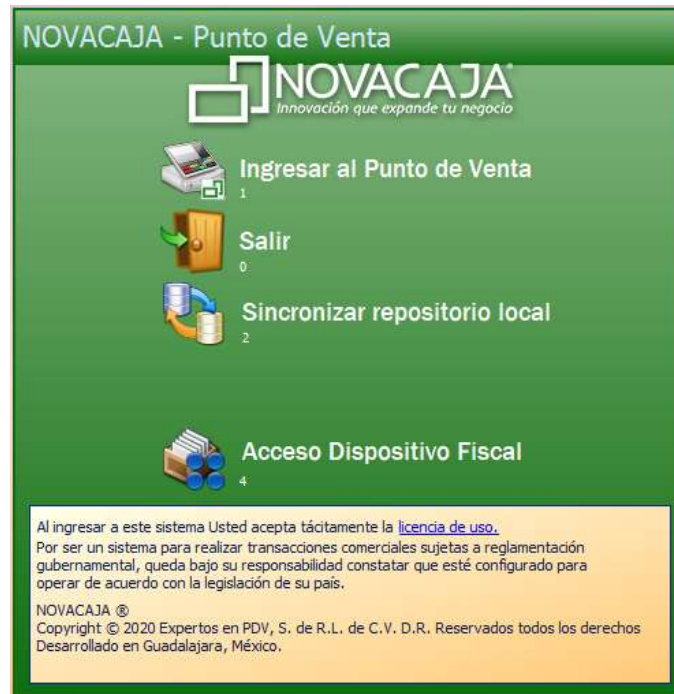 NOVACAJA - Punto de Venta
NOVACAJA
Innovación que expande tu negocio
Ingresar al Punto de Venta
1
Salir
0
Sincronizar repositorio local
2
Acceso Dispositivo Fiscal
4
Al ingresar a este sistema Usted acepta tácitamente la licencia de uso.
Por ser un sistema para realizar transacciones comerciales sujetas a reglamentación
gubernamental, queda bajo su responsabilidad constatar que esté configurado para
operar de acuerdo con la legislación de su país.
NOVACAJA ®
Copyright © 2020 Expertos en PDV, S. de R.L. de C.V. D.R. Reservados todos los derechos
Desarrollado en Guadalajara, México.